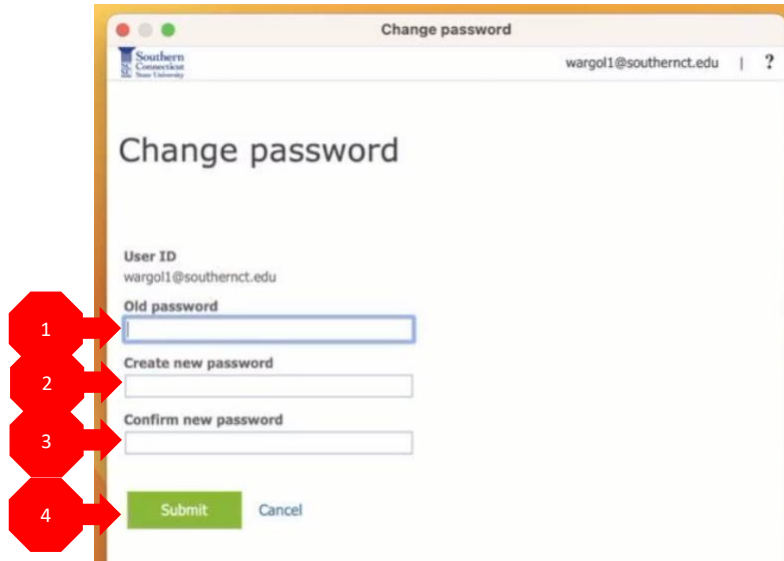 Change password
Southern
Connecticut
State University
wargol1@southernct.edu | ?
Change password
User ID
wargol1@southernct.edu
Old password
1
Create new password
2
Confirm new password
3
4
Submit Cancel